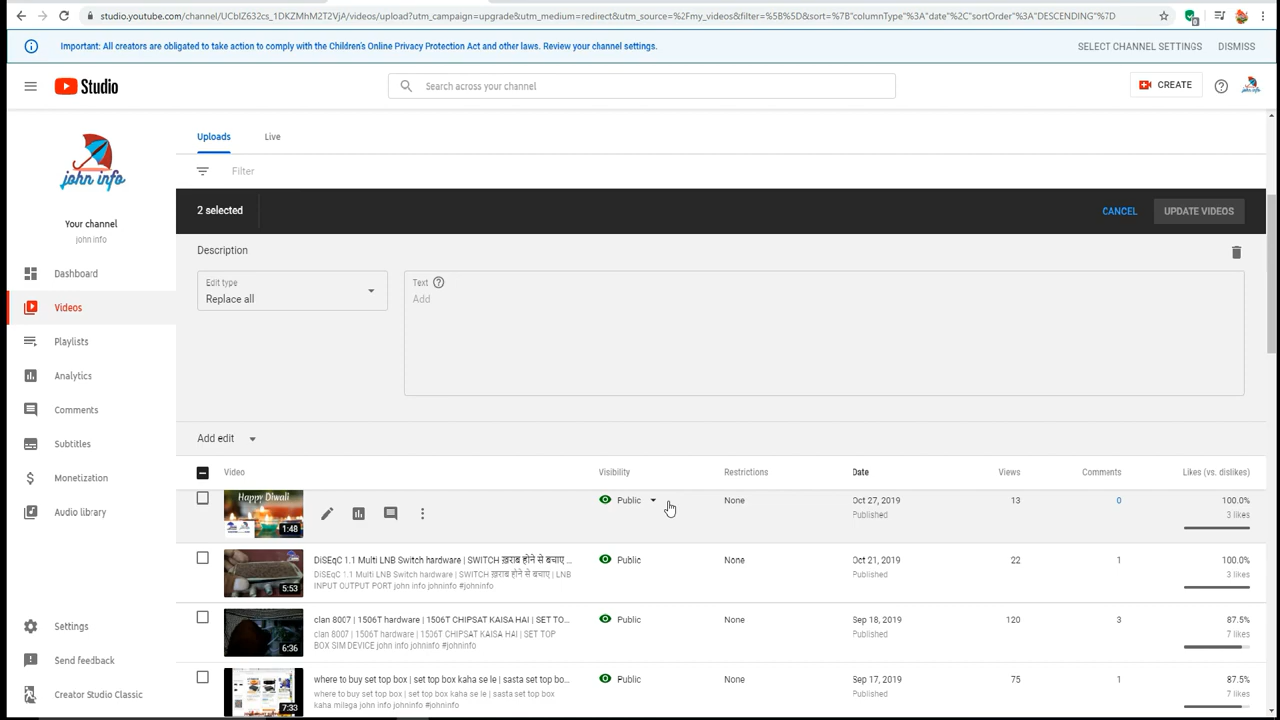 studio.youtube.com/channel/UCbIZ632cs_1DKZMhM2T2VjA/videos/upload?utm_campaign=upgrade&utm_medium=redirect&utm_source=%2Fmy_videos&filter=%5B%5D&sort=%7B"columnType"%3A"date"%2C"sortOrder"%3A"DESCENDING"%7D
Important: All creators are obligated to take action to comply with the Children's Online Privacy Protection Act and other laws. Review your channel settings.
SELECT CHANNEL SETTINGS
DISMISS
Studio
Search across your channel
CREATE
john info
Your channel
john info
Dashboard
Videos
Playlists
Analytics
Comments
Subtitles
Monetization
Audio library
Settings
Send feedback
Creator Studio Classic
Uploads
Live
Filter
2 selected
CANCEL
UPDATE VIDEOS
Description
Edit type
Replace all
Text
Add
Add edit
Video
Visibility
Restrictions
Date
Views
Comments
Likes (vs. dislikes)
Happy Diwali
1:48
Public
None
Oct 27, 2019
Published
13
0
100.0%
3 likes
5:53
DiSEqC 1.1 Multi LNB Switch hardware | SWITCH ख़राब होने से बचाए ...
DiSEqC 1.1 Multi LNB Switch hardware | SWITCH ख़राब होने से बचाए | LNB
INPUT OUTPUT PORT john info johninfo #johninfo
Public
None
Oct 21, 2019
Published
22
1
100.0%
3 likes
6:36
clan 8007 | 1506T hardware | 1506T CHIPSAT KAISA HAI | SET TO...
clan 8007 | 1506T hardware | 1506T CHIPSAT KAISA HAI | SET TOP
BOX SIM DEVICE john info johninfo #johninfo
Public
None
Sep 18, 2019
Published
120
3
87.5%
7 likes
7:33
where to buy set top box | set top box kaha se le | sasta set top bo...
where to buy set top box | set top box kaha se le | sasta set top box
kaha milega john info johninfo #johninfo
Public
None
Sep 17, 2019
Published
75
1
87.5%
7 likes